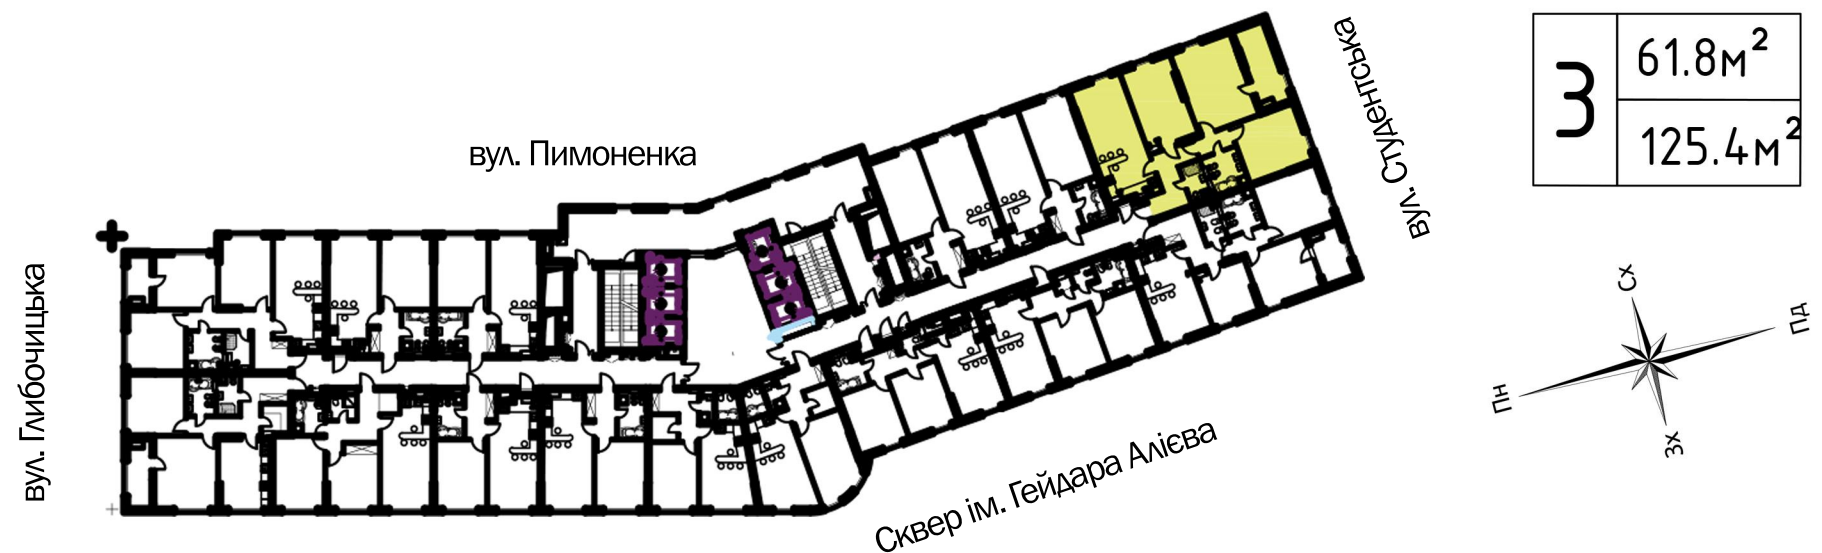 вул. Пимоненка
вул. Студентська
3
61.8м²
125.4м²
вул. Глибочицька
Сквер ім. Гейдара Алієва
Сх
Пд
Пн
Зх